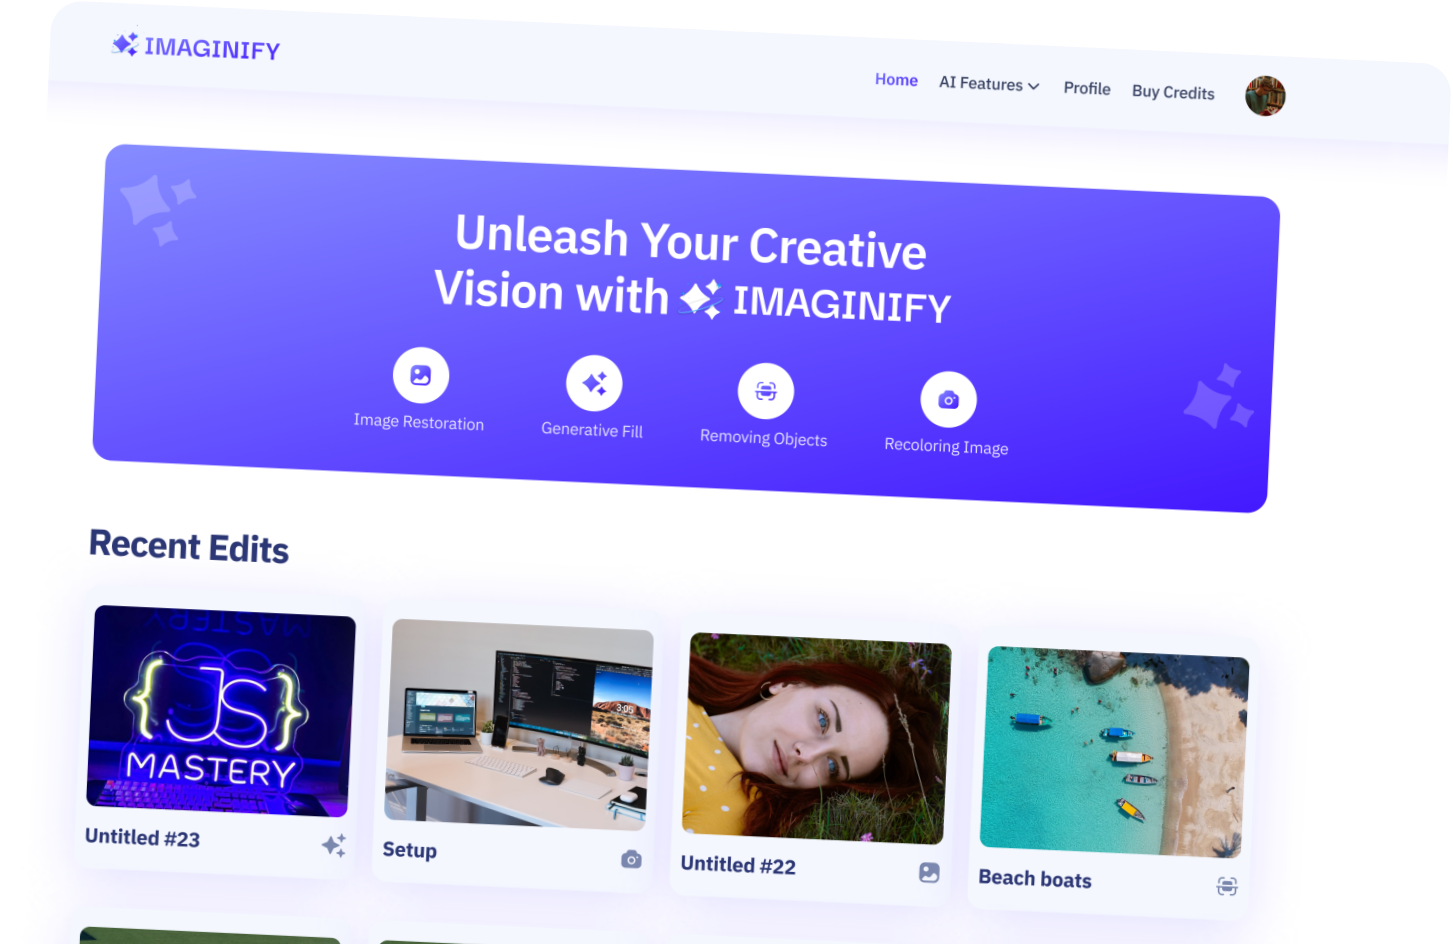 IMAGINIFY
Home AI Features Profile Buy Credits
Unleash Your Creative
Vision with IMAGINIFY
Image Restoration Generative Fill Removing Objects Recoloring Image
Recent Edits
JS
MASTERY
3:05
Untitled #23
Setup
Untitled #22
Beach boats